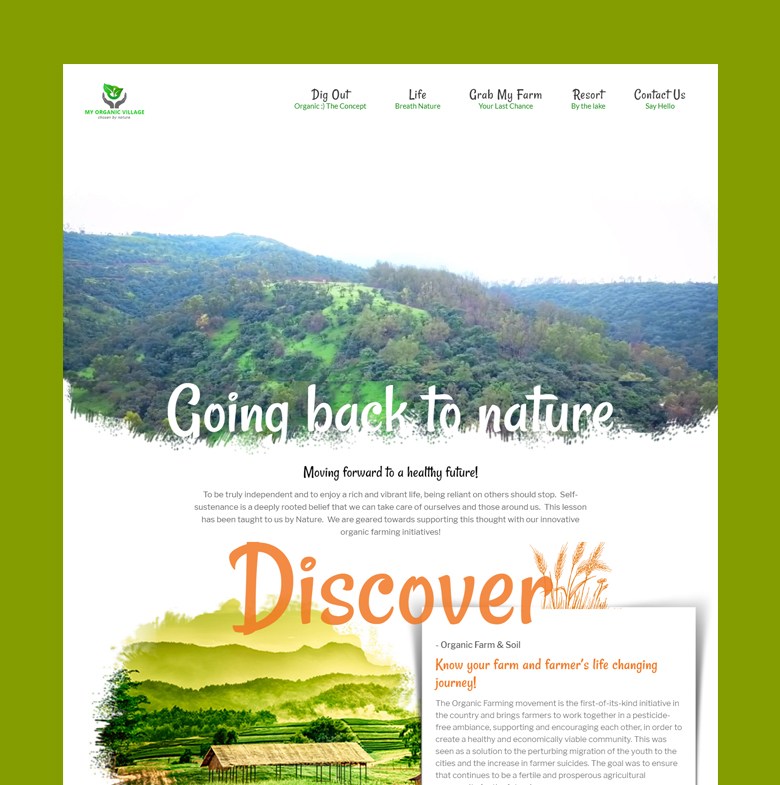 MY ORGANIC VILLAGE
driven by nature
Dig Out Life Grab My Farm Resort Contact Us
Organic :) The Concept Breath Nature Your Last Chance By the lake Say Hello
Going back to nature
Moving forward to a healthy future!
To be truly independent and to enjoy a rich and vibrant life, being reliant on others should stop. Self-
sustenance is a deeply rooted belief that we can take care of ourselves and those around us. This lesson
has been taught to us by Nature. We are geared towards supporting this thought with our innovative
organic farming initiatives!
Discover
- Organic Farm & Soil
Know your farm and farmer's life changing
journey!
The Organic Farming movement is the first-of-its-kind initiative in
the country and brings farmers to work together in a pesticide-
free ambiance, supporting and encouraging each other, in order to
create a healthy and economically viable community. This was
seen as a solution to the perturbing migration of the youth to the
cities and the increase in farmer suicides. The goal was to ensure
that continues to be a fertile and prosperous agricultural